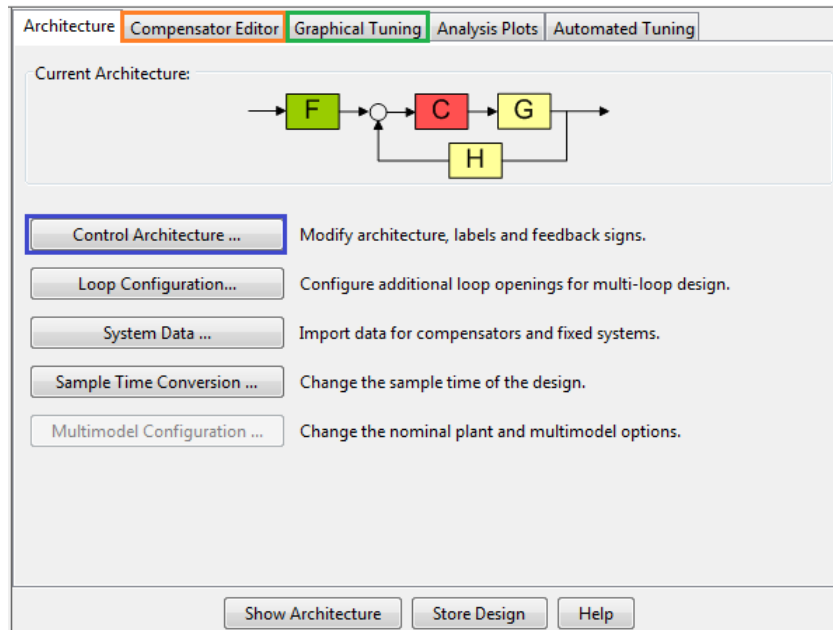 Architecture Compensator Editor Graphical Tuning Analysis Plots Automated Tuning
Current Architecture:
F C G
H
Control Architecture ... Modify architecture, labels and feedback signs.
Loop Configuration... Configure additional loop openings for multi-loop design.
System Data ... Import data for compensators and fixed systems.
Sample Time Conversion ... Change the sample time of the design.
Multimodel Configuration ... Change the nominal plant and multimodel options.
Show Architecture Store Design Help